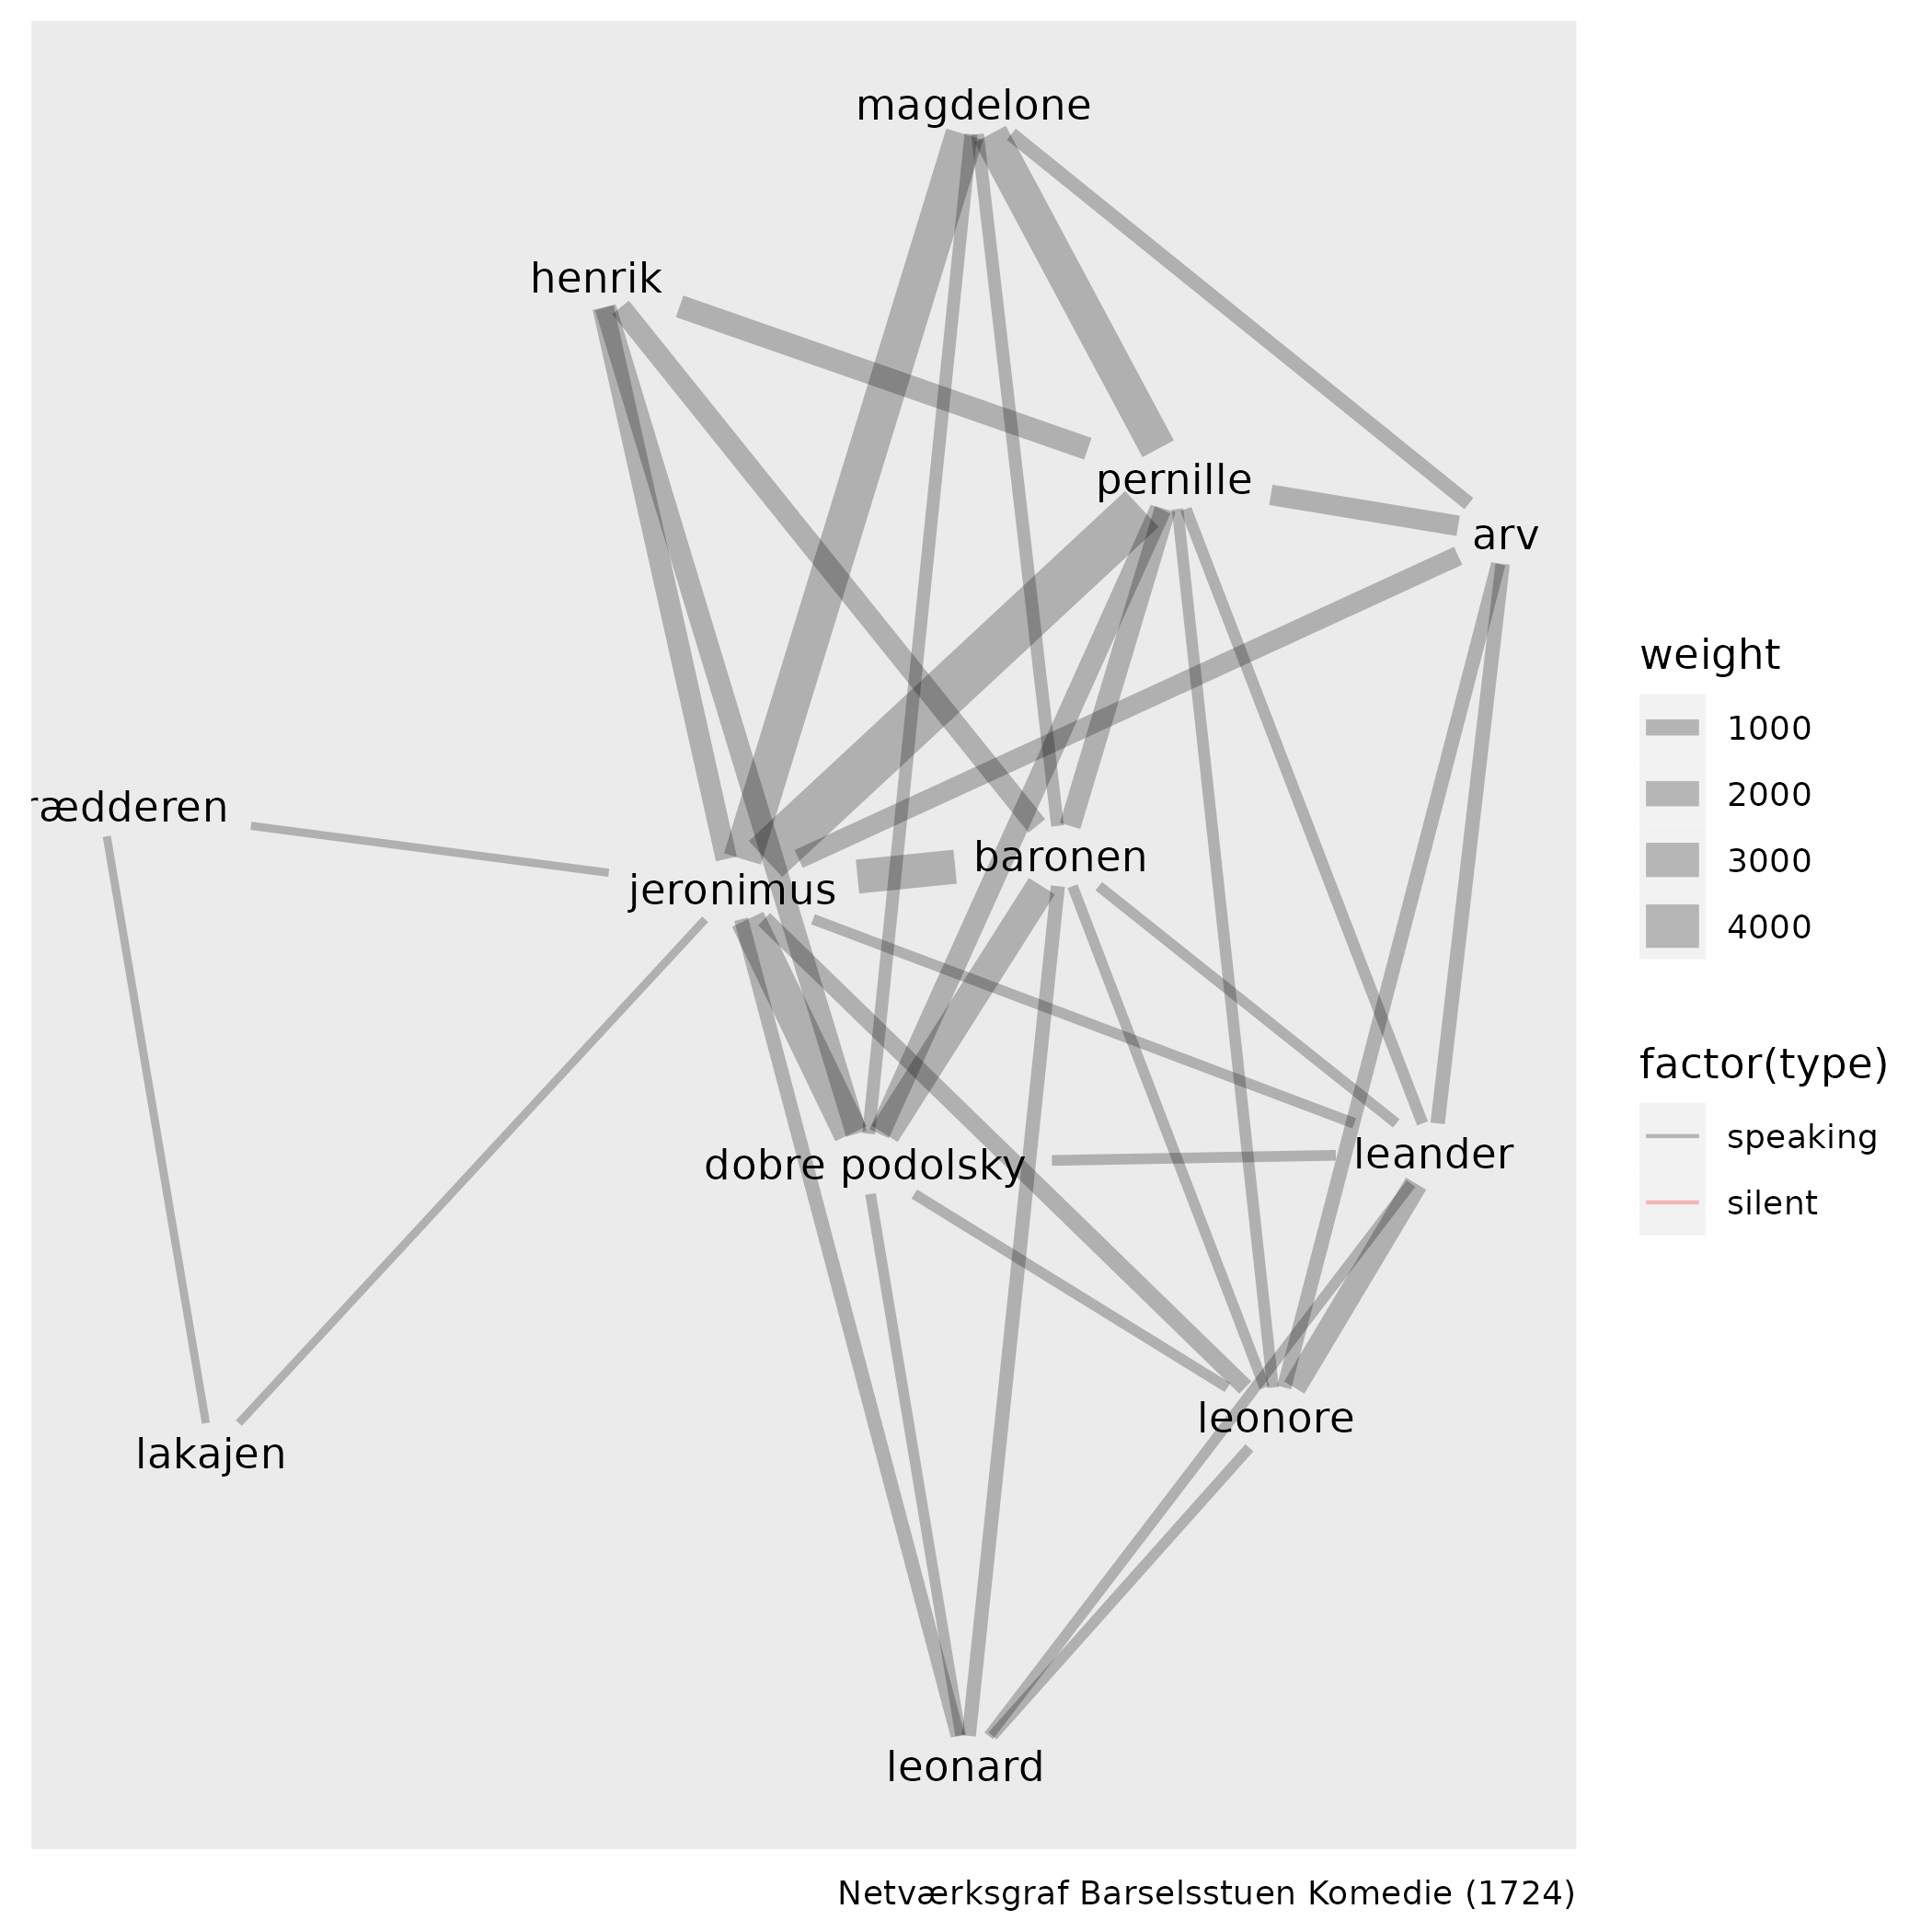 magdelone
henrik
pernille
arv
rædderen
baronen
jeronimus
dobre podolsky
leander
leonore
lakajen
leonard
weight
1000
2000
3000
4000
factor(type)
speaking
silent
Netværksgraf Barselsstuen Komedie (1724)